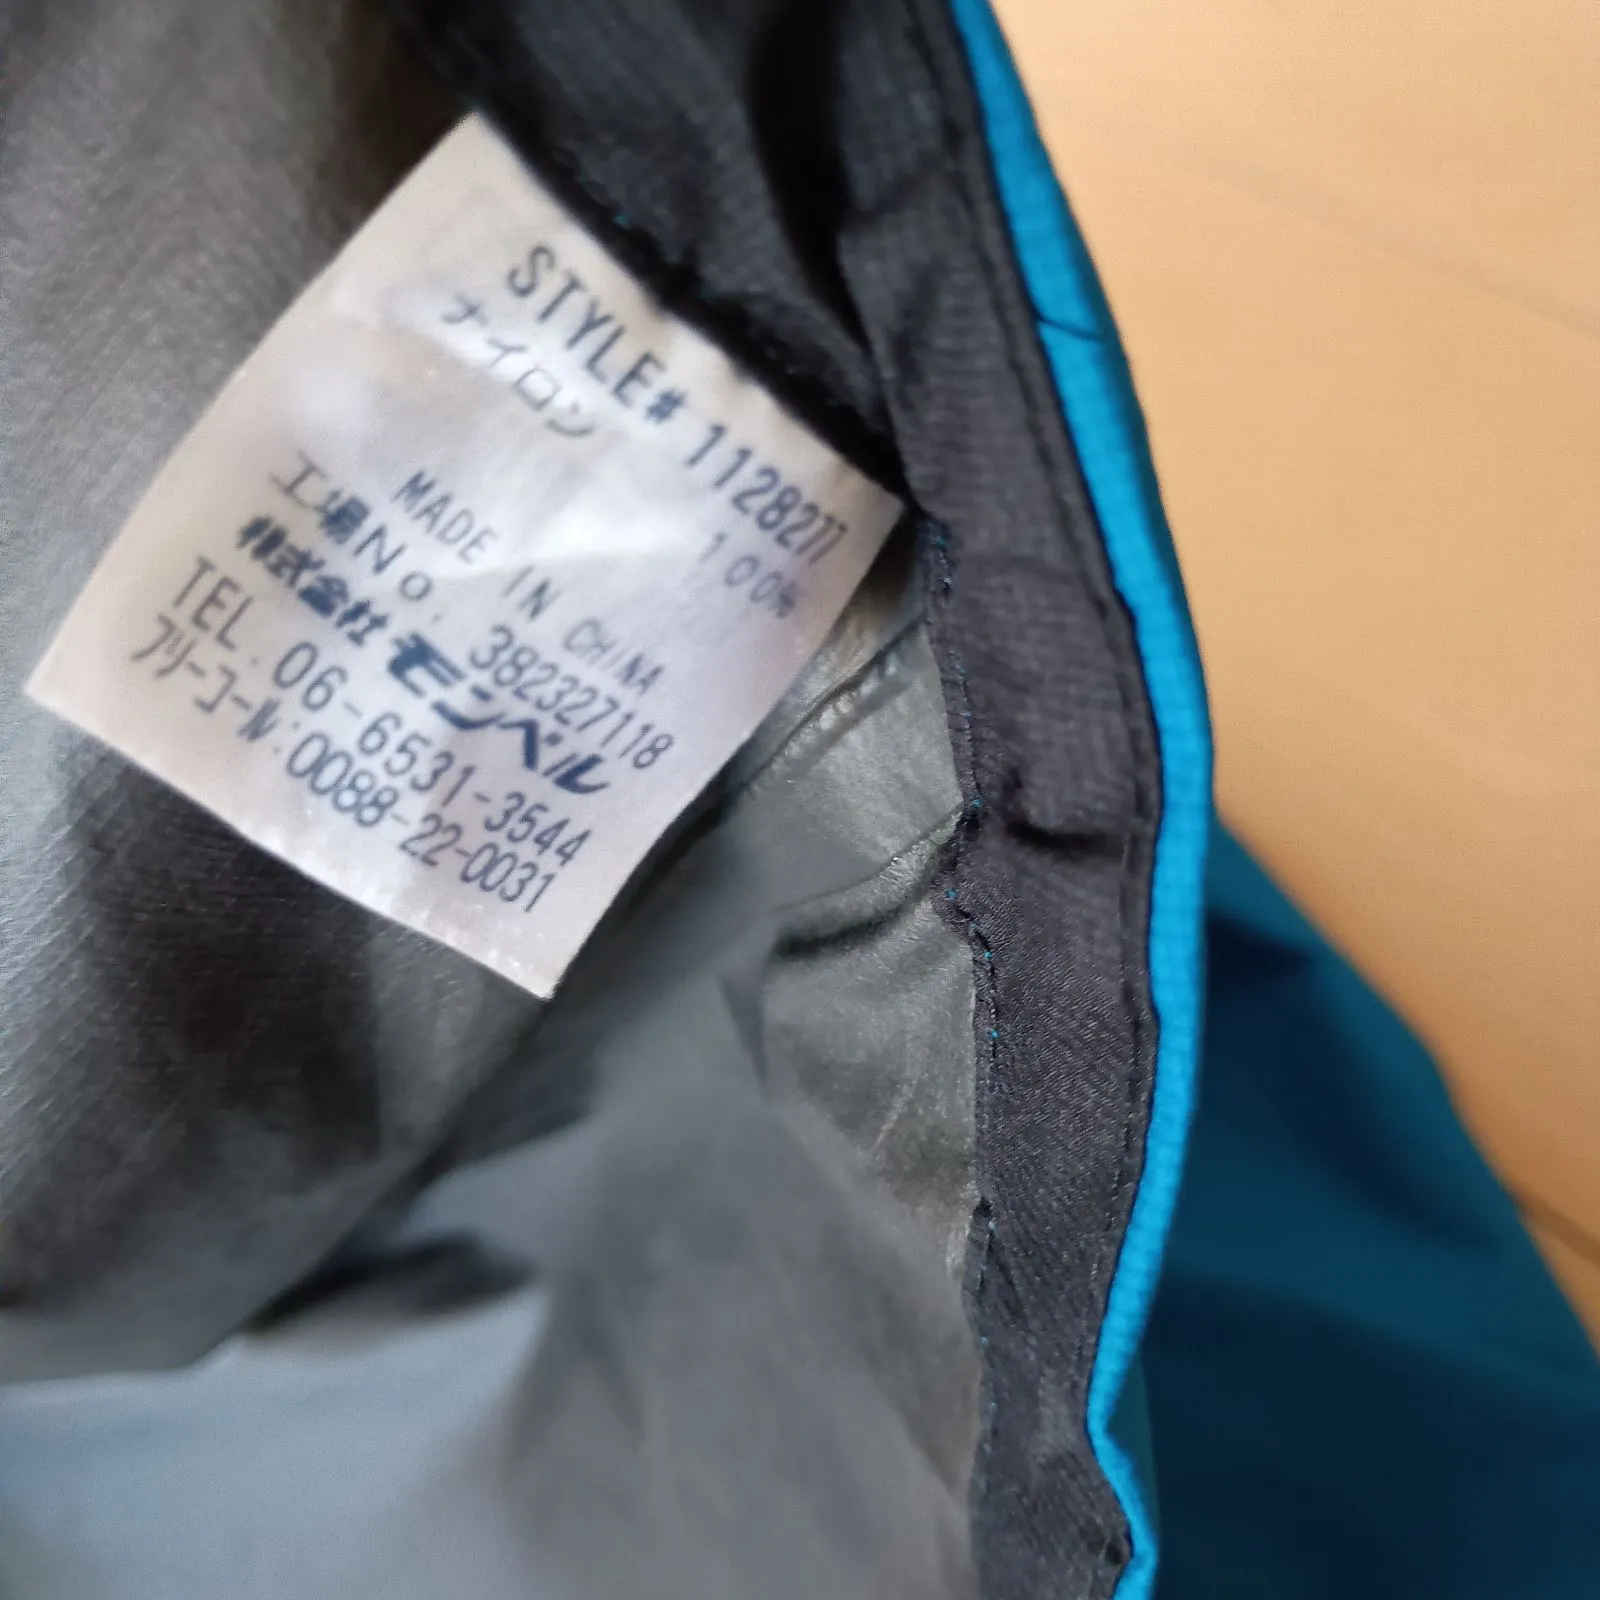 STYLE# 1128277
ナイロン 100%
MADE IN CHINA
工場No. 382327118
株式会社 モンベル
TEL. 06-6531-3544
フリーコール:0088-22-0031